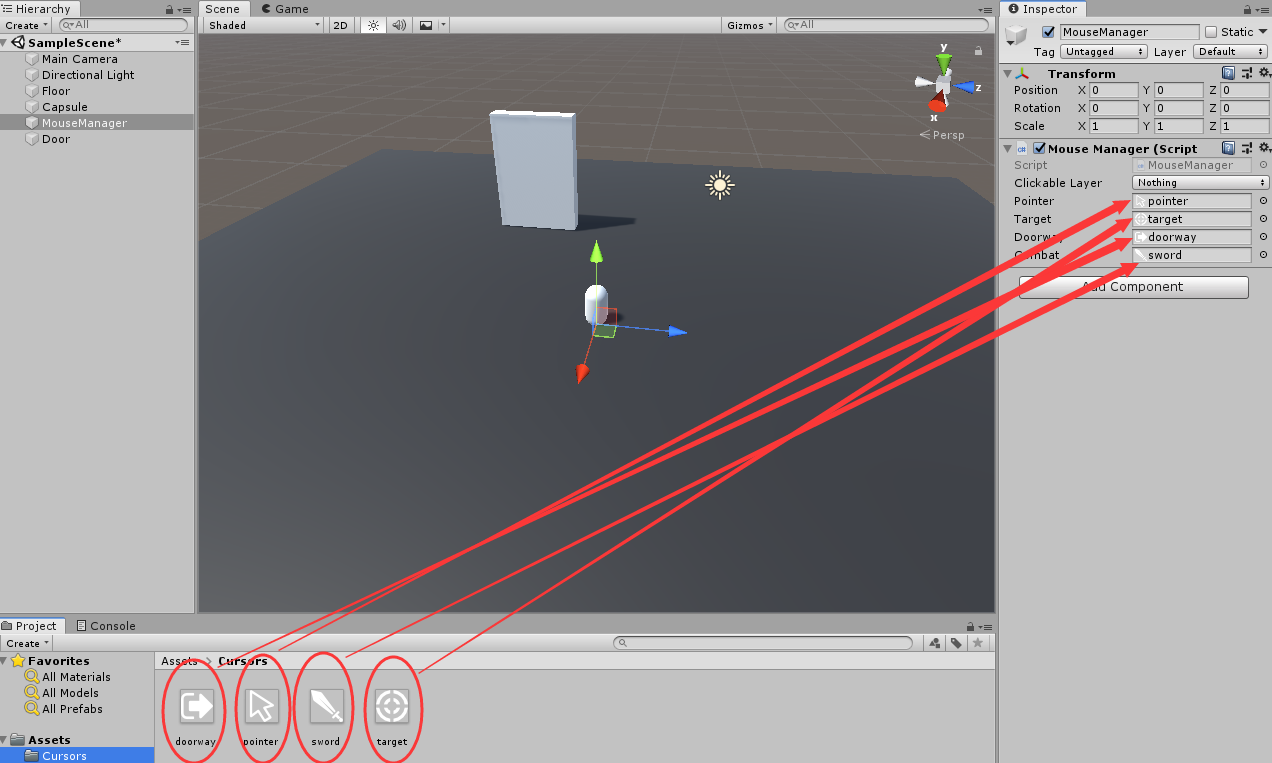 Hierarchy
Create All
SampleScene*
Main Camera
Directional Light
Floor
Capsule
MouseManager
Door
Scene Game
Shaded 2D Gizmos All
y
z
x
Persp
Inspector
MouseManager Static
Tag Untagged Layer Default
Transform
Position X 0 Y 0 Z 0
Rotation X 0 Y 0 Z 0
Scale X 1 Y 1 Z 1
Mouse Manager (Script
Script MouseManager
Clickable Layer Nothing
Pointer pointer
Target target
Doorway doorway
Combat sword
Add Component
Project Console
Create
Favorites
All Materials
All Models
All Prefabs
Assets
Cursors
Assets > Cursors
doorway pointer sword target